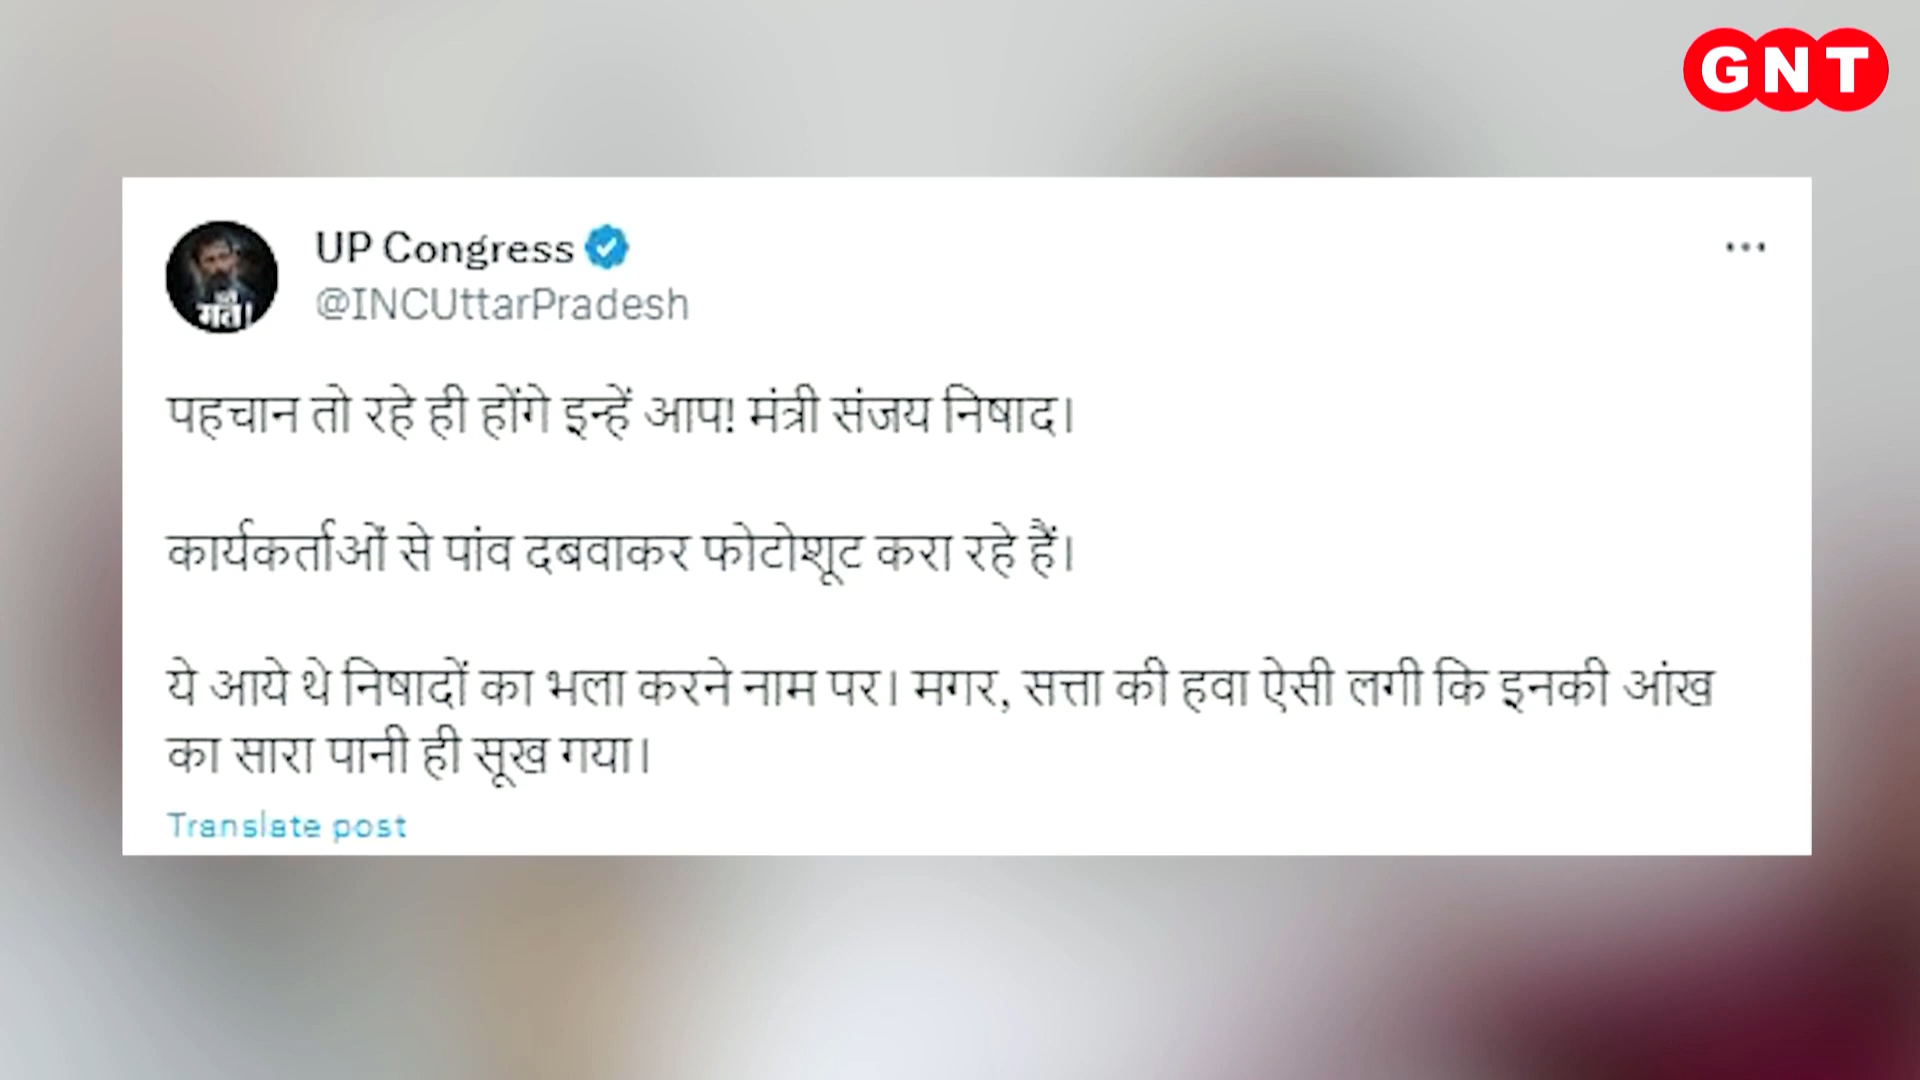 GNT
UP Congress
@INCUttarPradesh
मत!
पहचान तो रहे ही होंगे इन्हें आप! मंत्री संजय निषाद।
कार्यकर्ताओं से पांव दबवाकर फोटोशूट करा रहे हैं।
ये आये थे निषादों का भला करने नाम पर। मगर, सत्ता की हवा ऐसी लगी कि इनकी आंख
का सारा पानी ही सूख गया।
Translate post